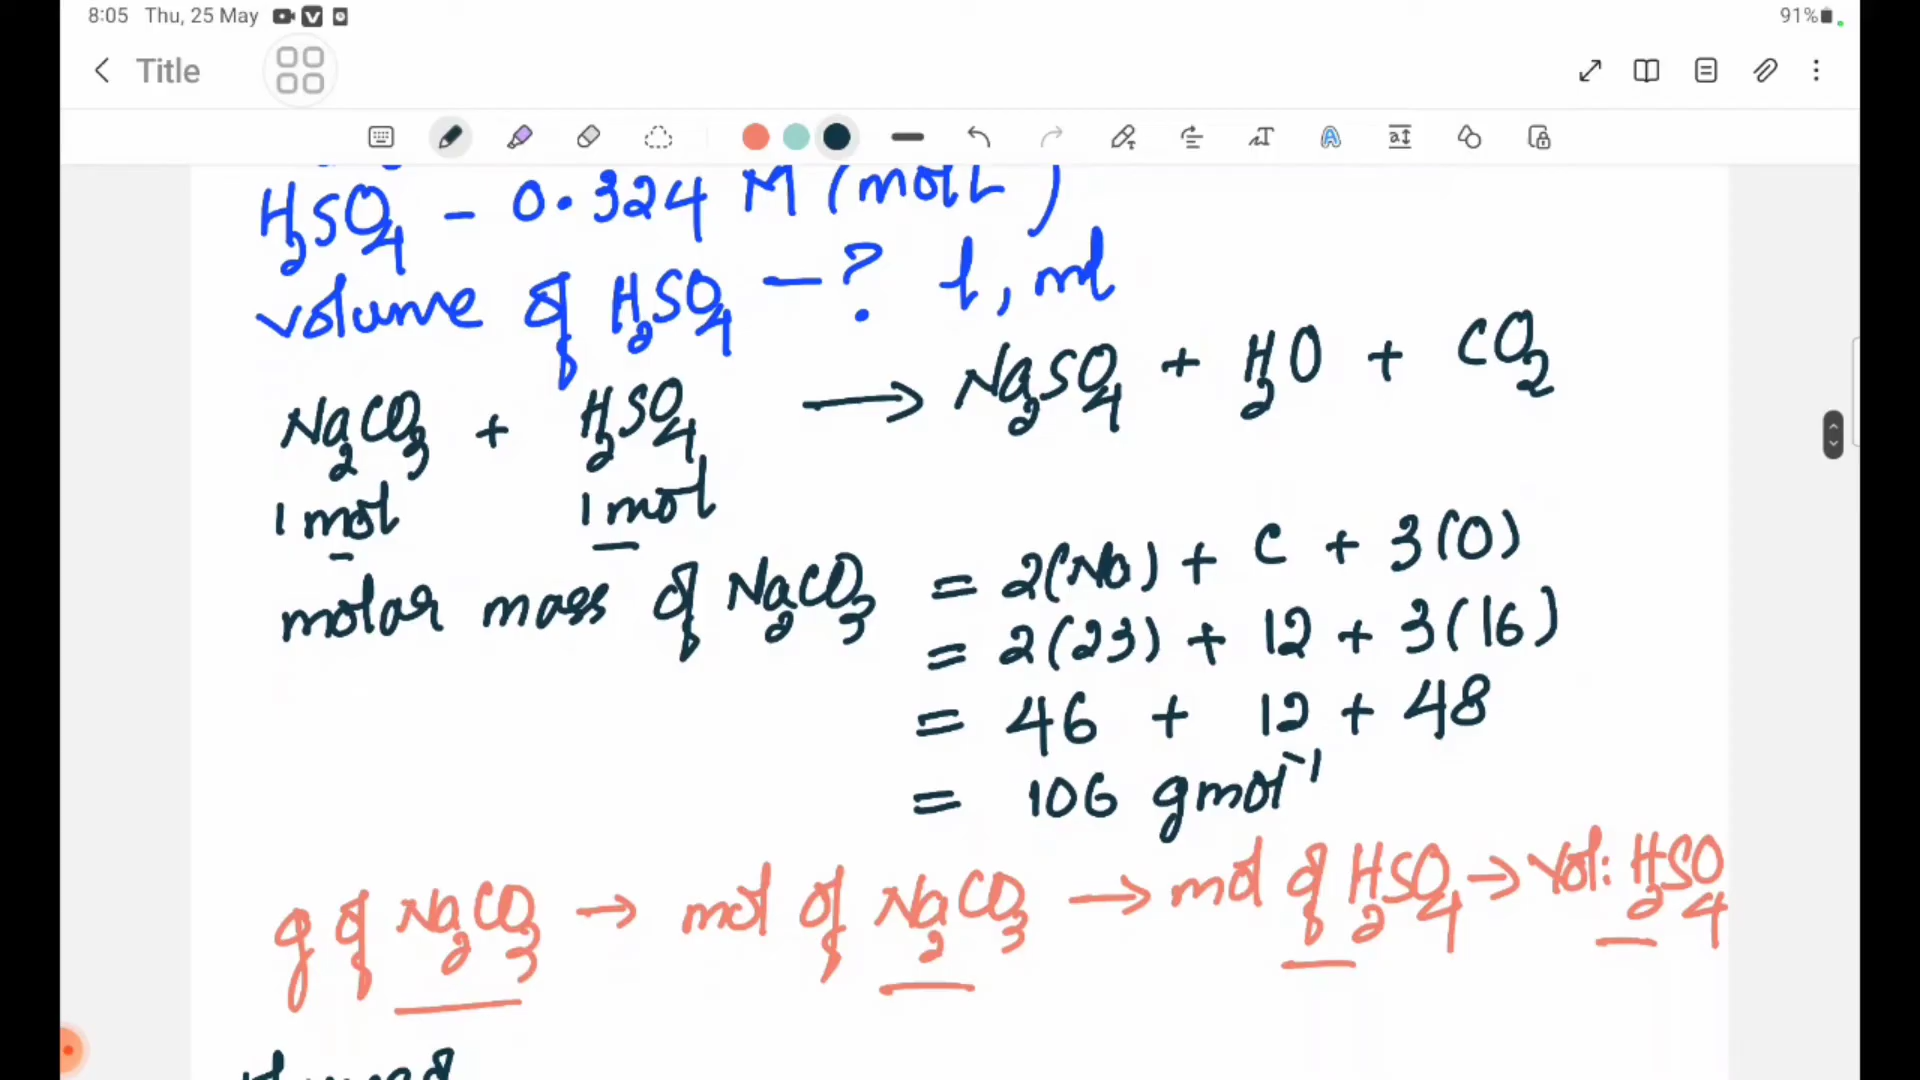 8:05 Thu, 25 May
91%
Title
H₂SO₄ - 0.324 M (mol L )
volume of H₂SO₄ - ? l, ml
Na₂CO₃ + H₂SO₄ → Na₂SO₄ + H₂O + CO₂
1 mol 1 mol
molar mass of Na₂CO₃ = 2(Na) + C + 3(O)
= 2(23) + 12 + 3(16)
= 46 + 12 + 48
= 106 gmol⁻¹
g of Na₂CO₃ → mol of Na₂CO₃ → mol of H₂SO₄ → Vol: H₂SO₄